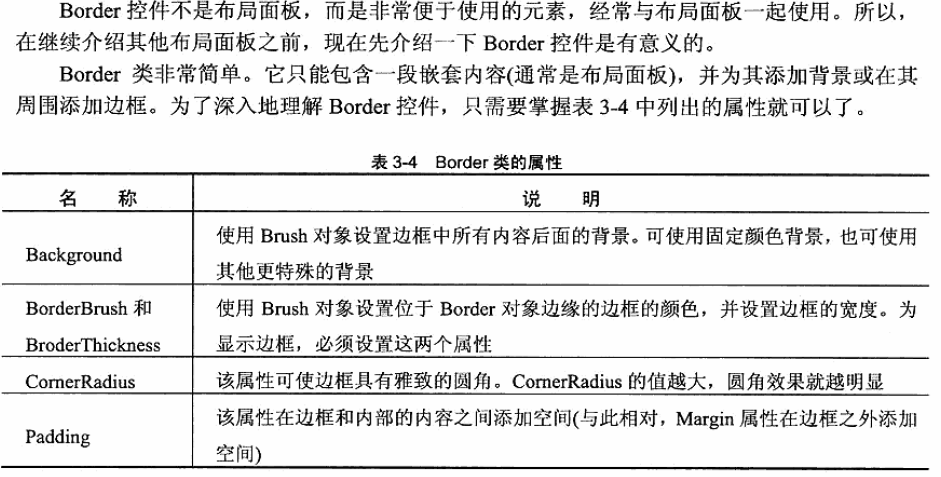 Border 控件不是布局面板，而是非常便于使用的元素，经常与布局面板一起使用。所以，
在继续介绍其他布局面板之前，现在先介绍一下 Border 控件是有意义的。
Border 类非常简单。它只能包含一段嵌套内容(通常是布局面板)，并为其添加背景或在其
周围添加边框。为了深入地理解 Border 控件，只需要掌握表 3-4 中列出的属性就可以了。
表 3-4 Border 类的属性
名 称
说 明
Background
使用 Brush 对象设置边框中所有内容后面的背景。可使用固定颜色背景，也可使用
其他更特殊的背景
BorderBrush 和
BroderThickness
使用 Brush 对象设置位于 Border 对象边缘的边框的颜色，并设置边框的宽度。为
显示边框，必须设置这两个属性
CornerRadius
该属性可使边框具有雅致的圆角。CornerRadius 的值越大，圆角效果就越明显
Padding
该属性在边框和内部的内容之间添加空间(与此相对，Margin 属性在边框之外添加
空间)